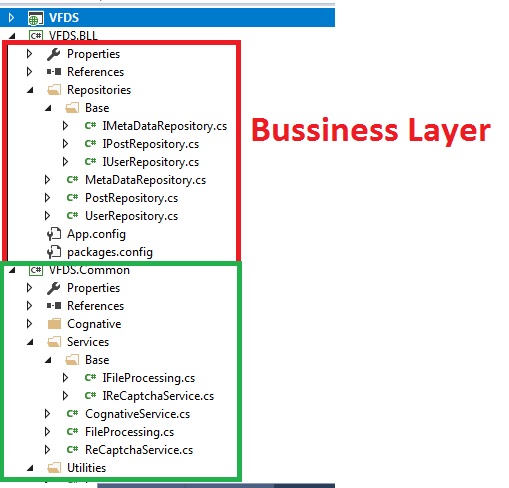 VFDS
C# VFDS.BLL
Properties
References
Repositories
Base
C# IMetaDataRepository.cs
C# IPostRepository.cs
C# IUserRepository.cs
C# MetaDataRepository.cs
C# PostRepository.cs
C# UserRepository.cs
App.config
packages.config
Bussiness Layer
C# VFDS.Common
Properties
References
Cognative
Services
Base
C# IFileProcessing.cs
C# IReCaptchaService.cs
C# CognativeService.cs
C# FileProcessing.cs
C# ReCaptchaService.cs
Utilities